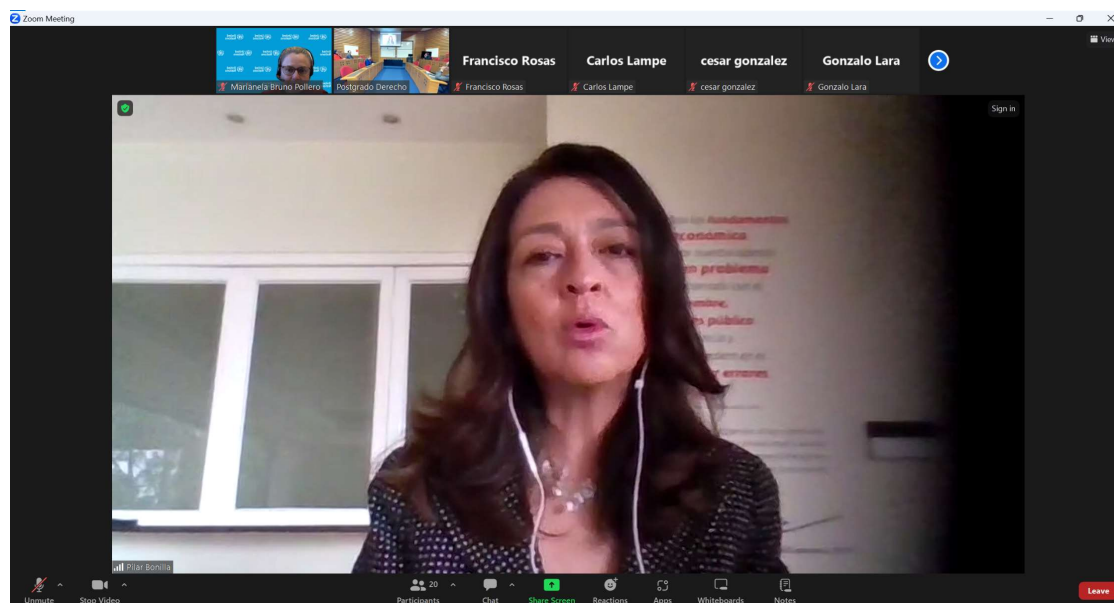 Zoom Meeting
View
Francisco Rosas
Carlos Lampe
cesar gonzalez
Gonzalo Lara
Marianela Bruno Pollero
Postgrado Derecho
Francisco Rosas
Carlos Lampe
cesar gonzalez
Gonzalo Lara
Sign in
fundamentos
económica
problema
público
errores
Pilar Bonilla
Unmute
Stop Video
20
Participants
Chat
Share Screen
Reactions
Apps
Whiteboards
Notes
Leave